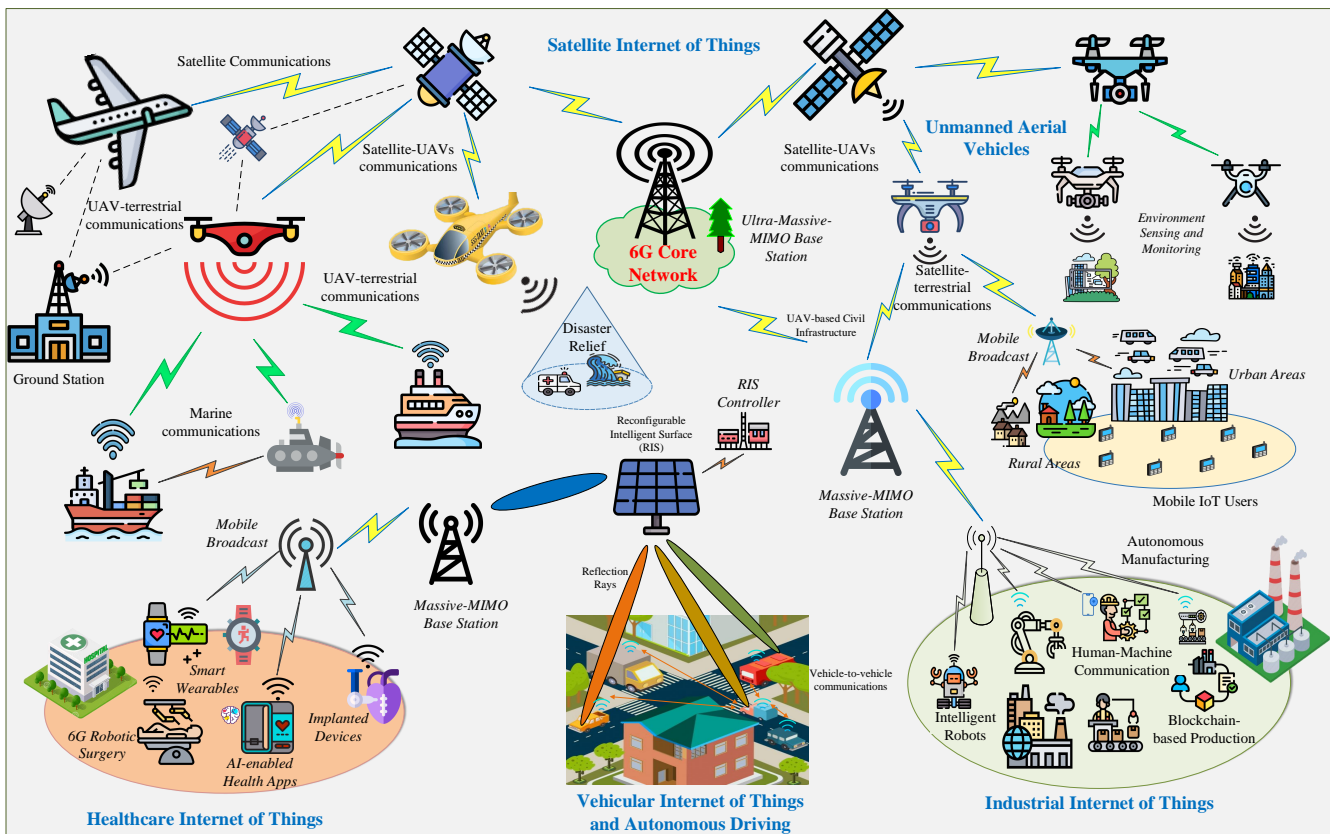 Satellite Internet of Things
Satellite Communications
Satellite-UAVs
communications
Satellite-UAVs
communications
Unmanned Aerial
Vehicles
UAV-terrestrial
communications
Ultra-Massive-
MIMO Base
Station
6G Core
Network
Environment
Sensing and
Monitoring
UAV-terrestrial
communications
Satellite-
terrestrial
communications
UAV-based Civil
Infrastructure
Disaster
Relief
Mobile
Broadcast
Urban Areas
Ground Station
RIS
Controller
Marine
communications
Reconfigurable
Intelligent Surface
(RIS)
Rural Areas
Mobile IoT Users
Massive-MIMO
Base Station
Mobile
Broadcast
Autonomous
Manufacturing
Reflection
Rays
Massive-MIMO
Base Station
HOSPITAL
Smart
Wearables
Human-Machine
Communication
Vehicle-to-vehicle
communications
Implanted
Devices
6G Robotic
Surgery
AI-enabled
Health Apps
Intelligent
Robots
Blockchain-
based Production
Healthcare Internet of Things
Vehicular Internet of Things
and Autonomous Driving
Industrial Internet of Things